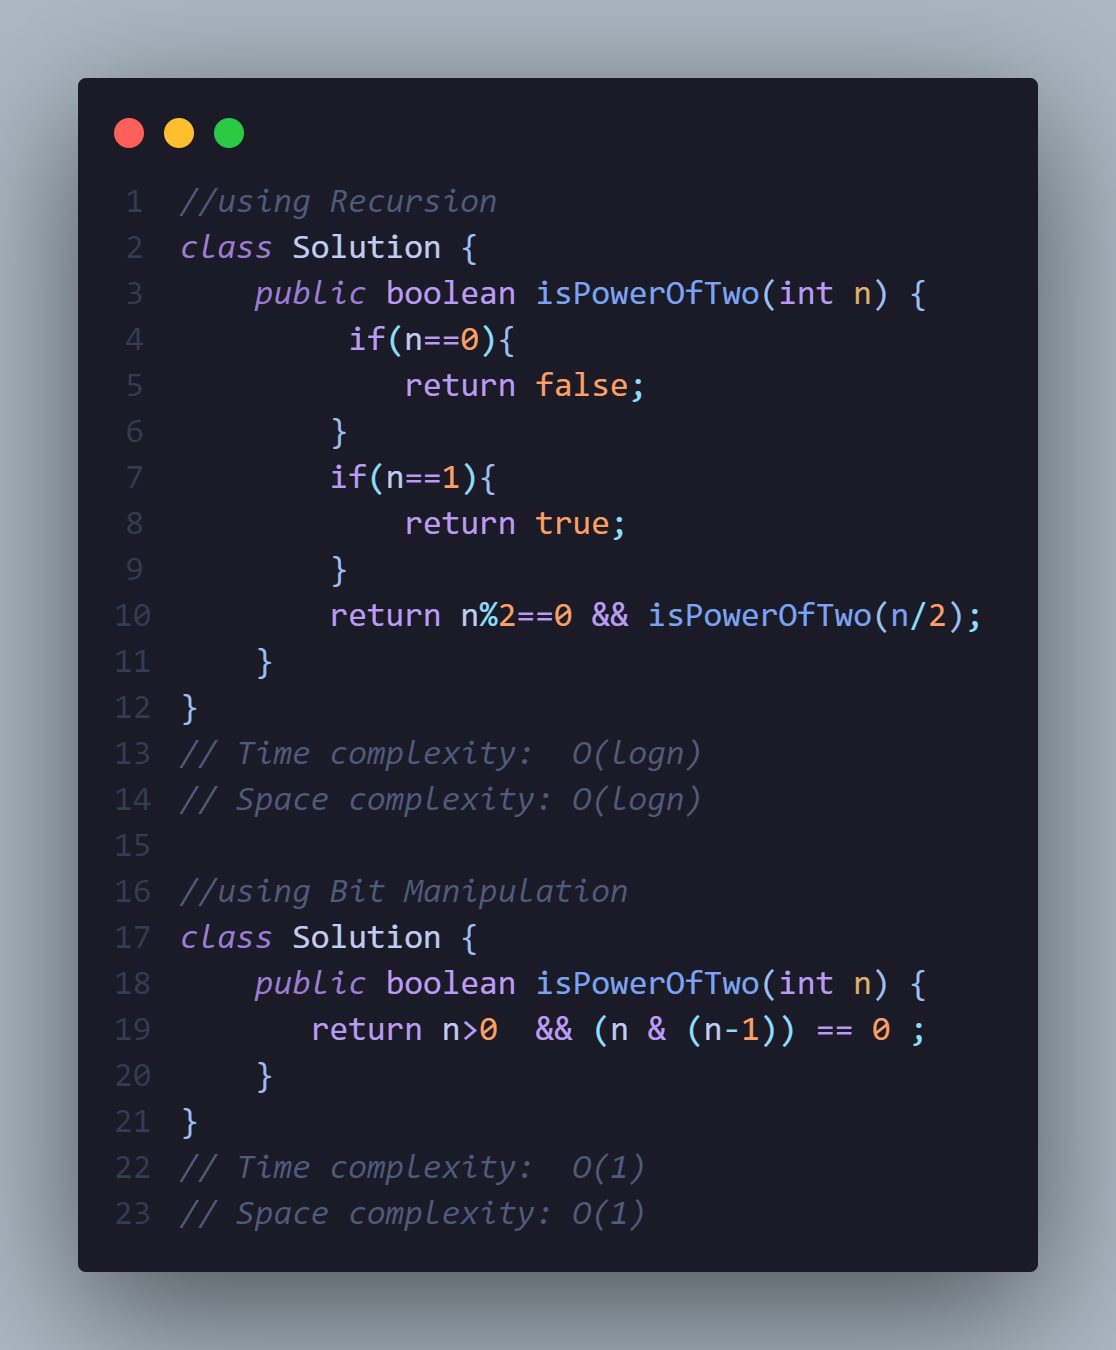 1 //using Recursion
2 class Solution {
3     public boolean isPowerOfTwo(int n) {
4          if(n==0){
5             return false;
6         }
7         if(n==1){
8             return true;
9         }
10         return n%2==0 && isPowerOfTwo(n/2);
11     }
12 }
13 // Time complexity:  O(logn)
14 // Space complexity: O(logn)
15
16 //using Bit Manipulation
17 class Solution {
18     public boolean isPowerOfTwo(int n) {
19        return n>0  && (n & (n-1)) == 0 ;
20     }
21 }
22 // Time complexity:  O(1)
23 // Space complexity: O(1)